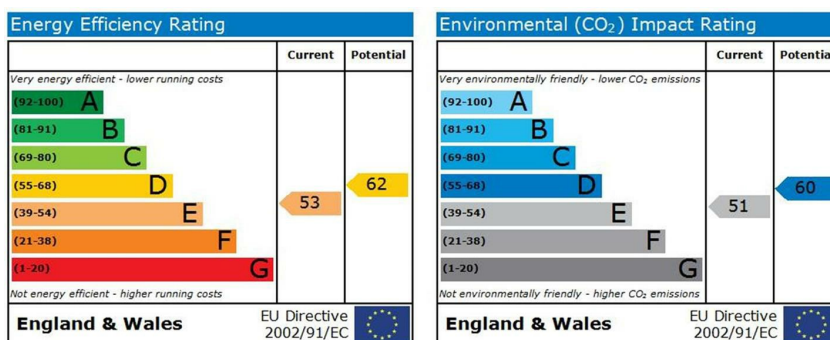 Energy Efficiency Rating
Current Potential
Very energy efficient - lower running costs
(92-100) A
(81-91) B
(69-80) C
(55-68) D
(39-54) E
(21-38) F
(1-20) G
53
62
Not energy efficient - higher running costs
England & Wales
EU Directive
2002/91/EC
Environmental (CO₂) Impact Rating
Current Potential
Very environmentally friendly - lower CO₂ emissions
(92-100) A
(81-91) B
(69-80) C
(55-68) D
(39-54) E
(21-38) F
(1-20) G
51
60
Not environmentally friendly - higher CO₂ emissions
England & Wales
EU Directive
2002/91/EC